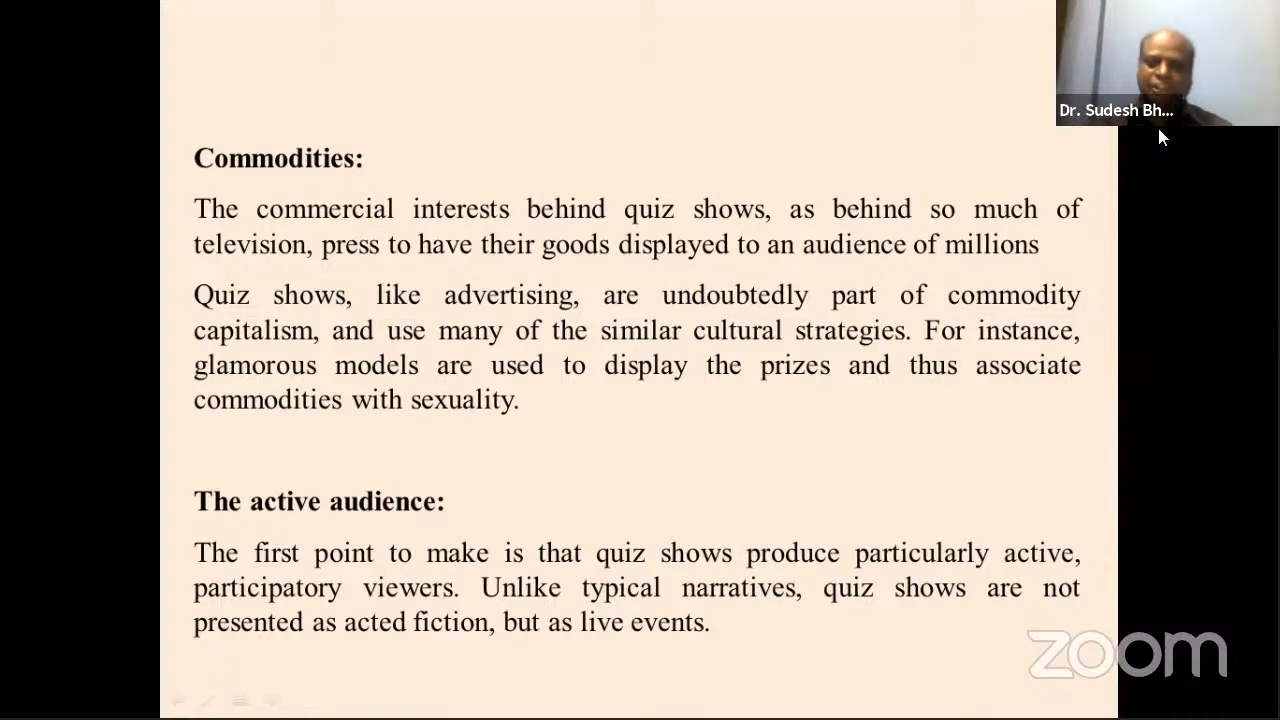 Dr. Sudesh Bh...
Commodities:
The commercial interests behind quiz shows, as behind so much of
television, press to have their goods displayed to an audience of millions
Quiz shows, like advertising, are undoubtedly part of commodity
capitalism, and use many of the similar cultural strategies. For instance,
glamorous models are used to display the prizes and thus associate
commodities with sexuality.
The active audience:
The first point to make is that quiz shows produce particularly active,
participatory viewers. Unlike typical narratives, quiz shows are not
presented as acted fiction, but as live events.
zoom